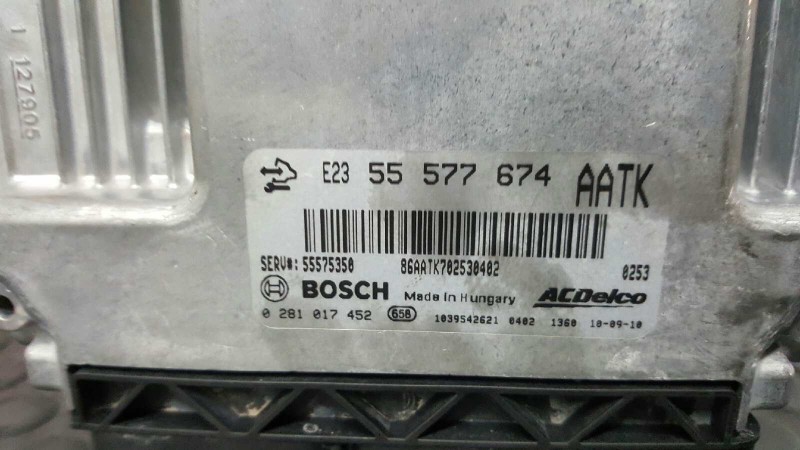 1 127905
E23 55 577 674 AATK
SERV#: 55575350 86AATK702530402 0253
BOSCH Made in Hungary ACDelco
0 281 017 452 658 1039S42621 0402 1360 10-09-10